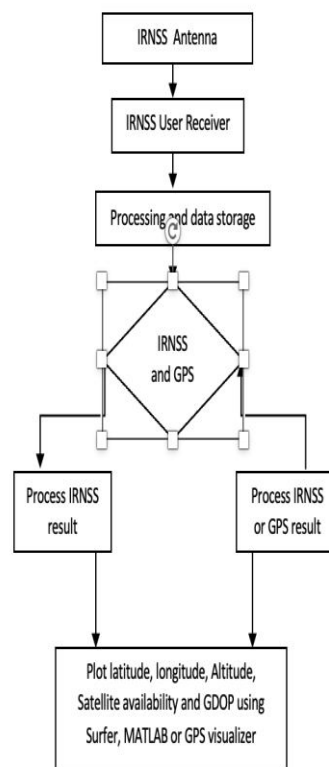 IRNSS Antenna
IRNSS User Receiver
Processing and data storage
IRNSS
and GPS
Process IRNSS
result
Process IRNSS
or GPS result
Plot latitude, longitude, Altitude,
Satellite availability and GDOP using
Surfer, MATLAB or GPS visualizer